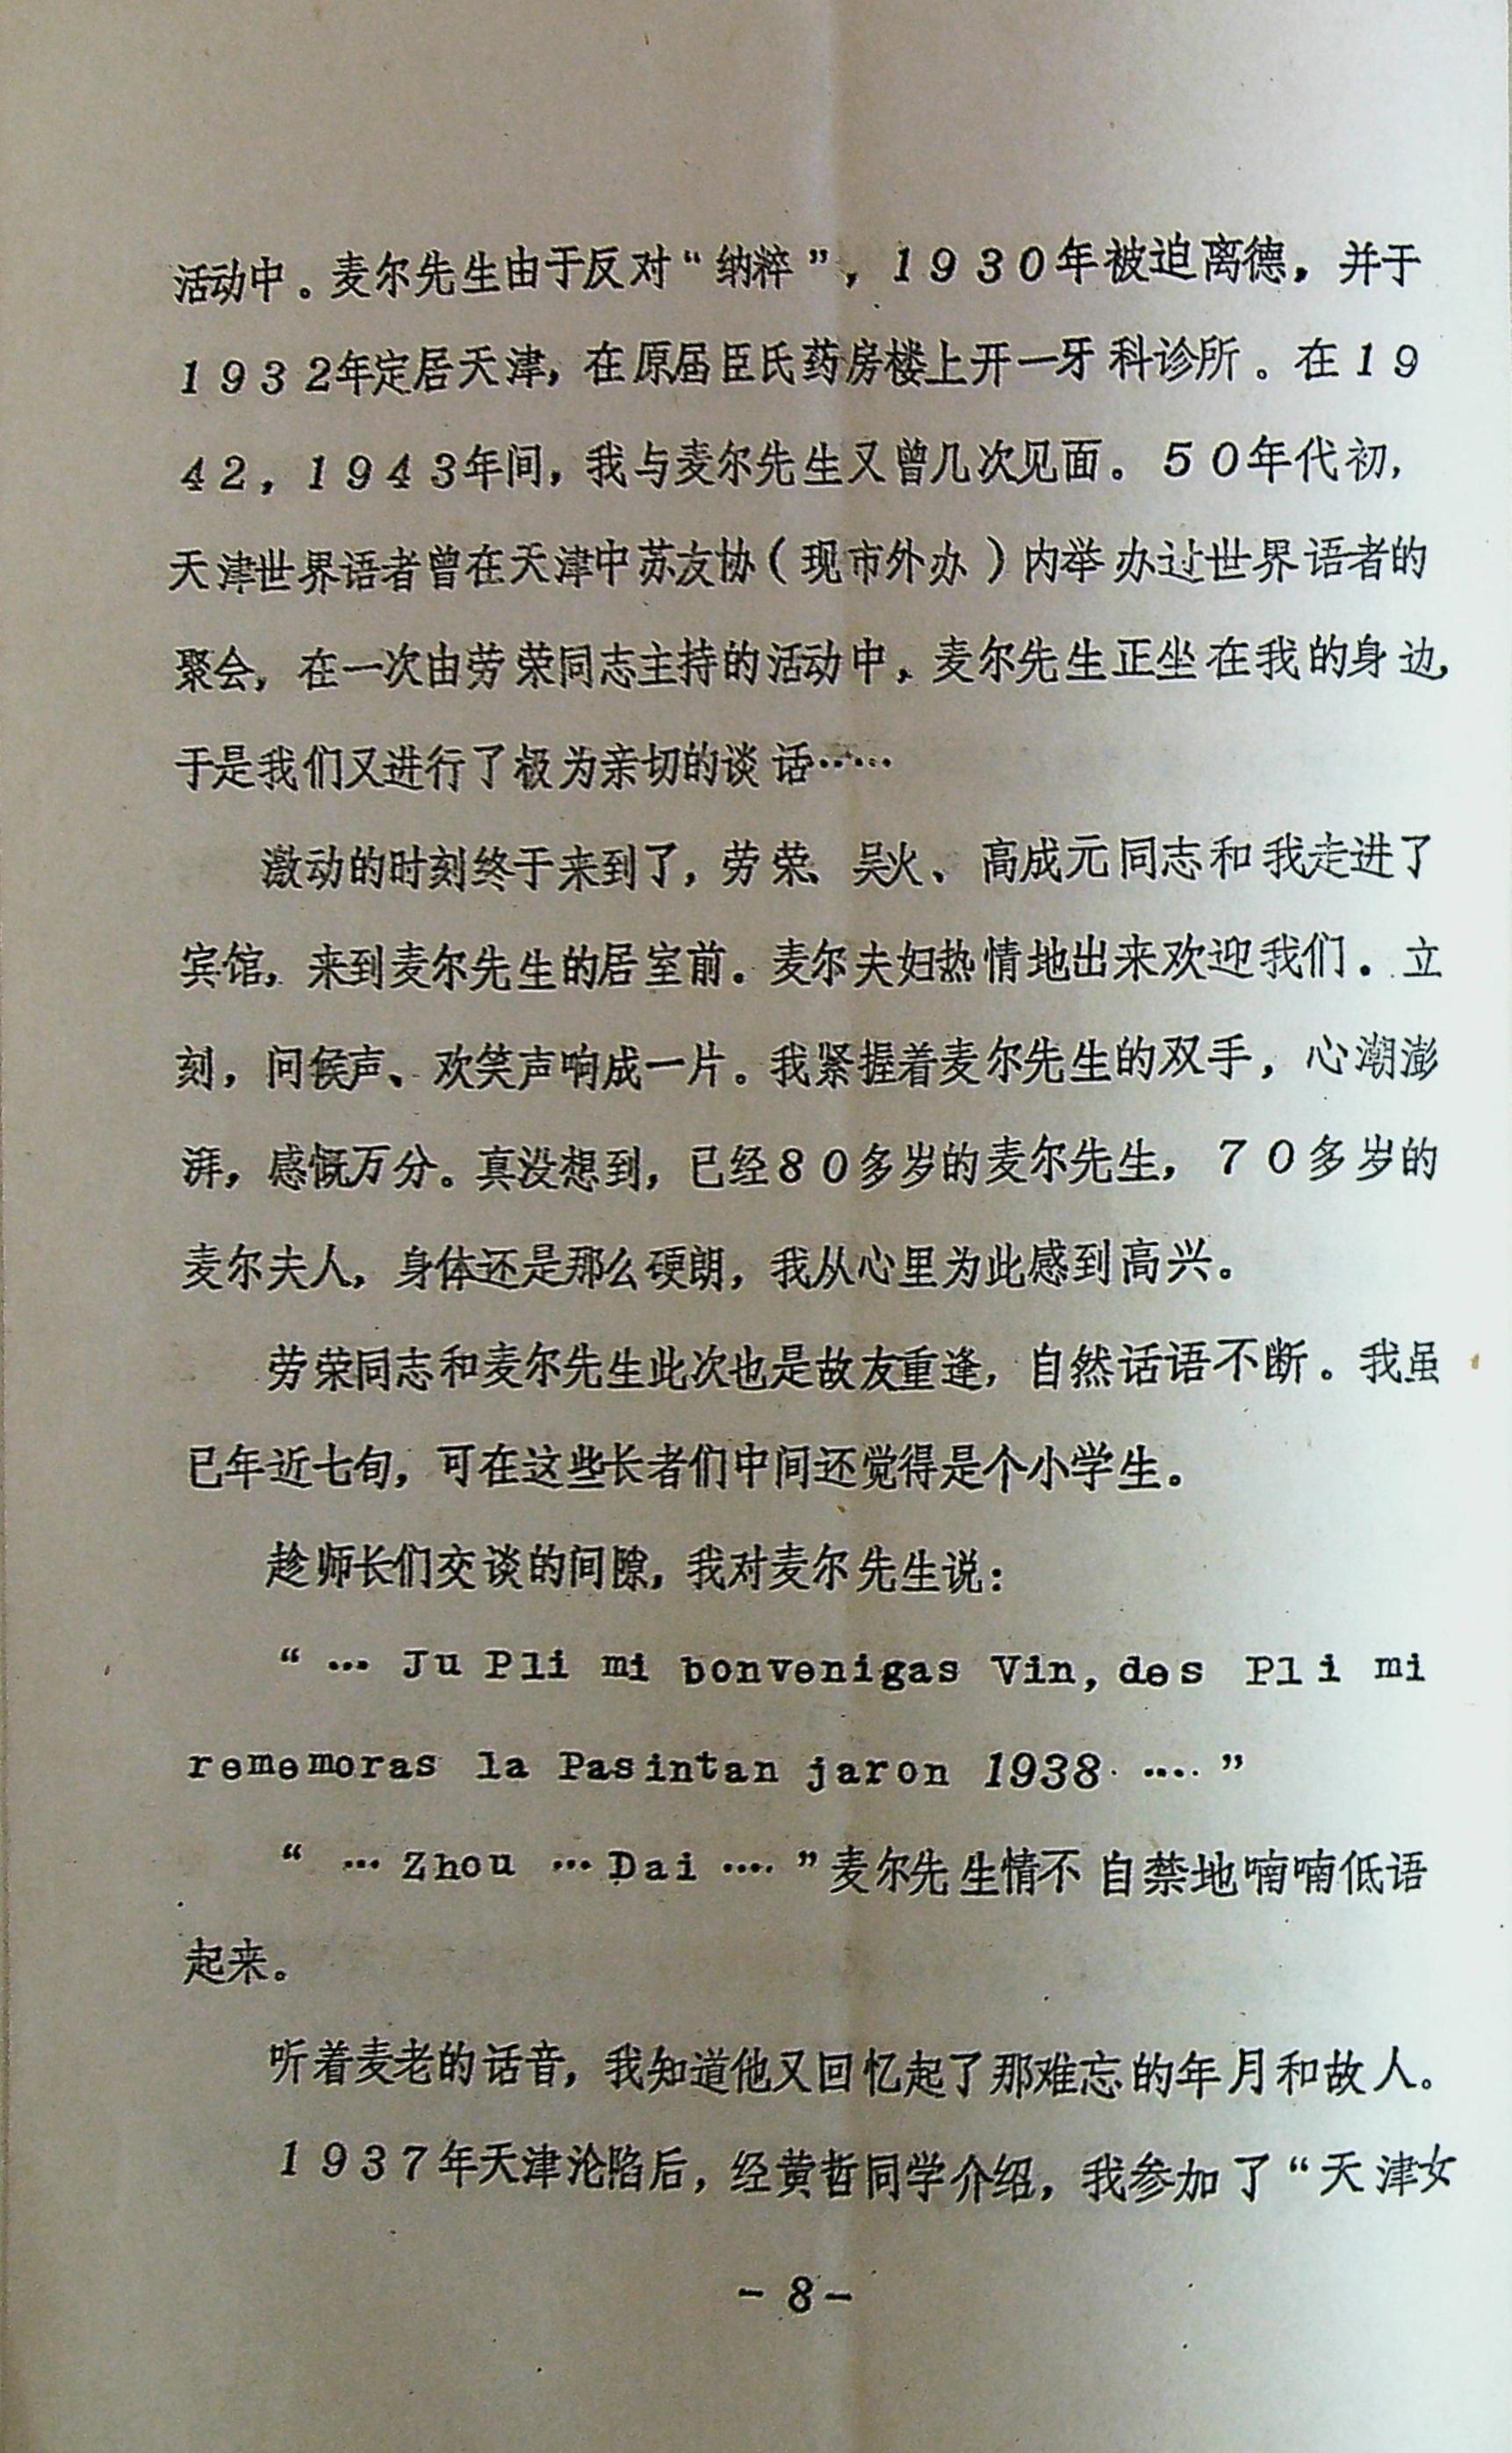 活动中。麦尔先生由于反对“纳粹”，1930年被迫离德，并于
1932年定居天津，在原屈臣氏药房楼上开一牙科诊所。在19
42，1943年间，我与麦尔先生又曾几次见面。50年代初，
天津世界语者曾在天津中苏友协（现市外办）内举办过世界语者的
聚会，在一次由劳荣同志主持的活动中，麦尔先生正坐在我的身边，
于是我们又进行了极为亲切的谈话……
激动的时刻终于来到了，劳荣、吴火、高成元同志和我走进了
宾馆，来到麦尔先生的居室前。麦尔夫妇热情地出来欢迎我们。立
刻，问候声、欢笑声响成一片。我紧握着麦尔先生的双手，心潮澎
湃，感慨万分。真没想到，已经80多岁的麦尔先生，70多岁的
麦尔夫人，身体还是那么硬朗，我从心里为此感到高兴。
劳荣同志和麦尔先生此次也是故友重逢，自然话语不断。我虽
已年近七旬，可在这些长者们中间还觉得是个小学生。
趁师长们交谈的间隙，我对麦尔先生说：
“… Ju Pli mi bonvenigas Vin, des Pli mi
rememoras la Pasintan jaron 1938 ……”
“…Zhou …Dai ……”麦尔先生情不自禁地喃喃低语
起来。
听着麦老的话音，我知道他又回忆起了那难忘的年月和故人。
1937年天津沦陷后，经黄哲同学介绍，我参加了“天津女
-8-